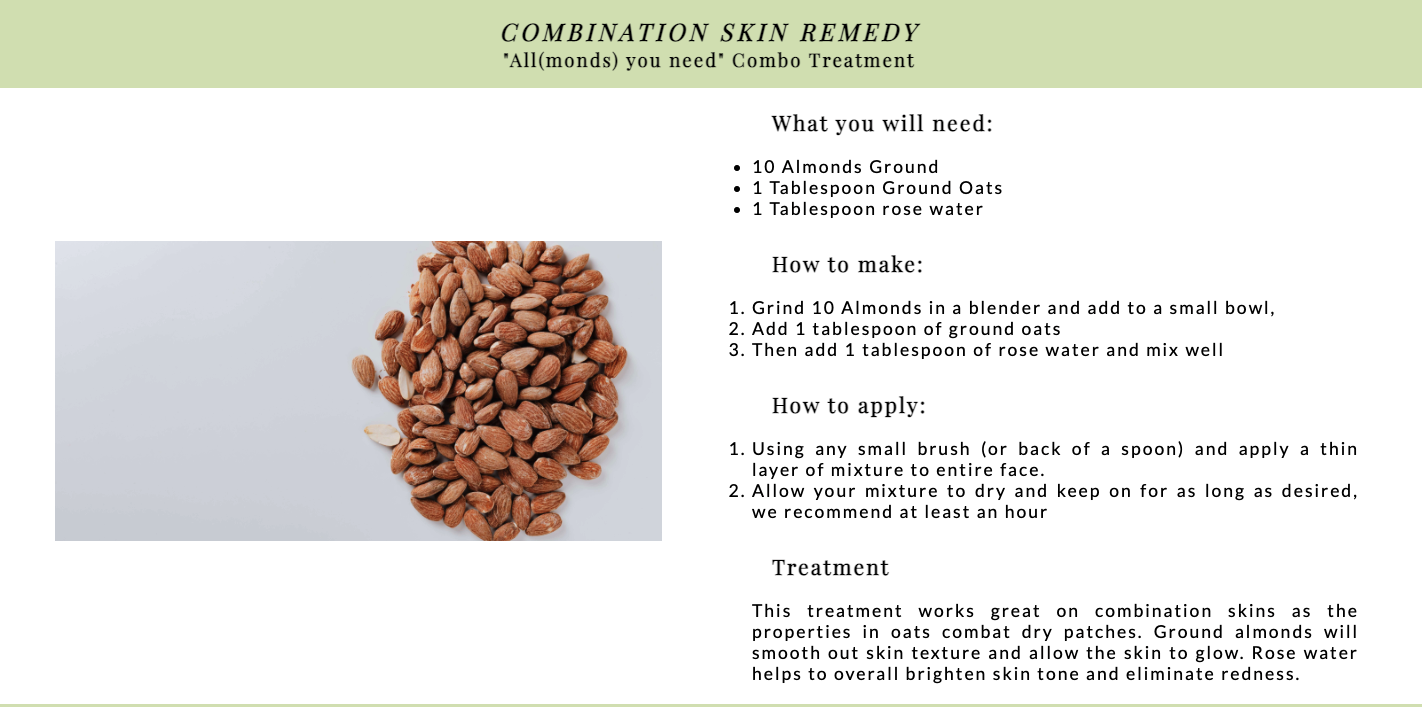 COMBINATION SKIN REMEDY
"All(monds) you need" Combo Treatment
What you will need:
• 10 Almonds Ground
• 1 Tablespoon Ground Oats
• 1 Tablespoon rose water
How to make:
1. Grind 10 Almonds in a blender and add to a small bowl,
2. Add 1 tablespoon of ground oats
3. Then add 1 tablespoon of rose water and mix well
How to apply:
1. Using any small brush (or back of a spoon) and apply a thin
layer of mixture to entire face.
2. Allow your mixture to dry and keep on for as long as desired,
we recommend at least an hour
Treatment
This treatment works great on combination skins as the
properties in oats combat dry patches. Ground almonds will
smooth out skin texture and allow the skin to glow. Rose water
helps to overall brighten skin tone and eliminate redness.